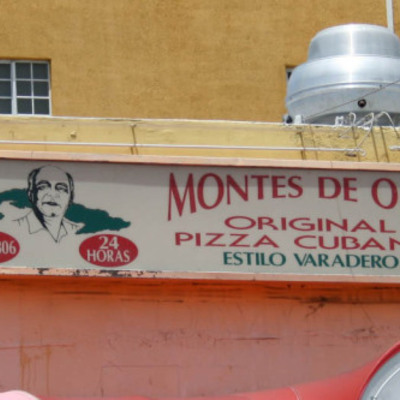 MONTES DE O
ORIGINAL
PIZZA CUBAN
ESTILO VARADERO
306
24
HORAS